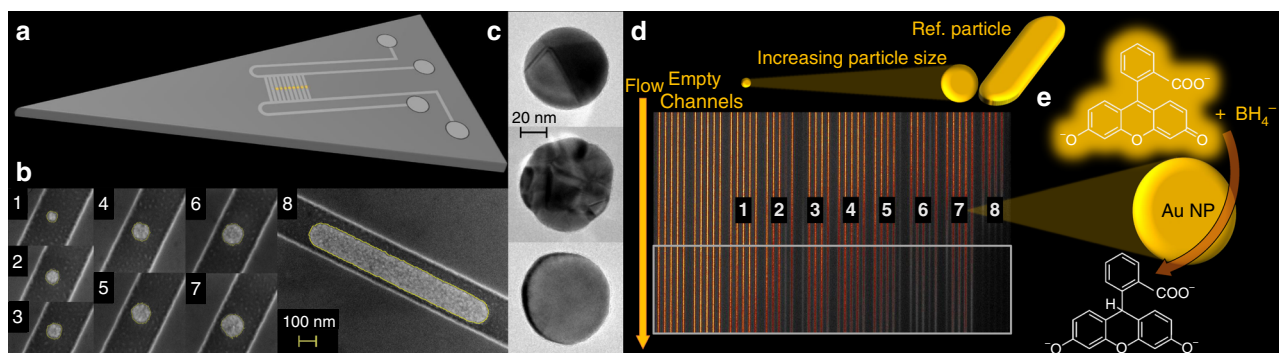 a
b
1
2
3
4
5
6
7
8
100 nm
c
20 nm
d
Ref. particle
Increasing particle size
Flow
Empty
Channels
1 2 3 4 5 6 7 8
e
COO⁻
⁻O O O
+ BH₄⁻
Au NP
H
COO⁻
⁻O O O⁻